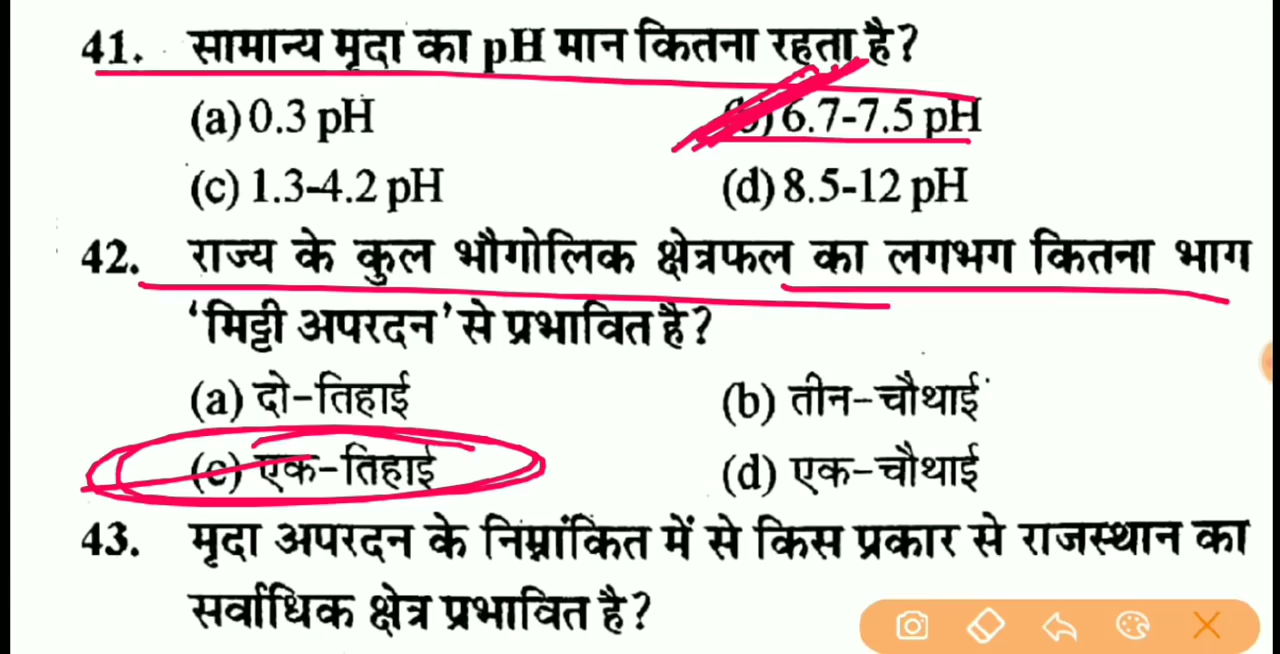 41. सामान्य मृदा का pH मान कितना रहता है?
(a) 0.3 pH (b) 6.7-7.5 pH
(c) 1.3-4.2 pH (d) 8.5-12 pH
42. राज्य के कुल भौगोलिक क्षेत्रफल का लगभग कितना भाग
‘मिट्टी अपरदन’ से प्रभावित है?
(a) दो-तिहाई (b) तीन-चौथाई
(c) एक-तिहाई (d) एक-चौथाई
43. मृदा अपरदन के निम्नांकित में से किस प्रकार से राजस्थान का
सर्वाधिक क्षेत्र प्रभावित है?